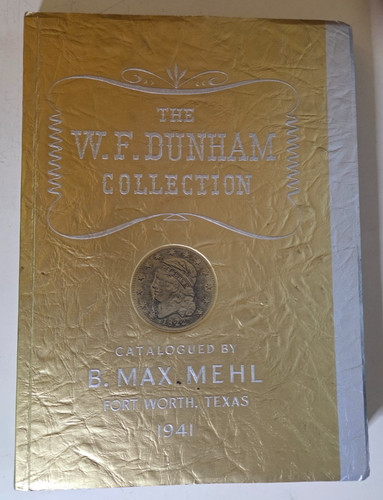 THE
W.F. DUNHAM
COLLECTION
CATALOGUED BY
B. MAX MEHL
FORT WORTH, TEXAS
1941